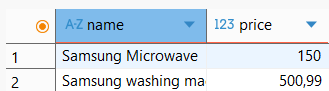 A-Z name 123 price
1 Samsung Microwave 150
2 Samsung washing ma 500,99